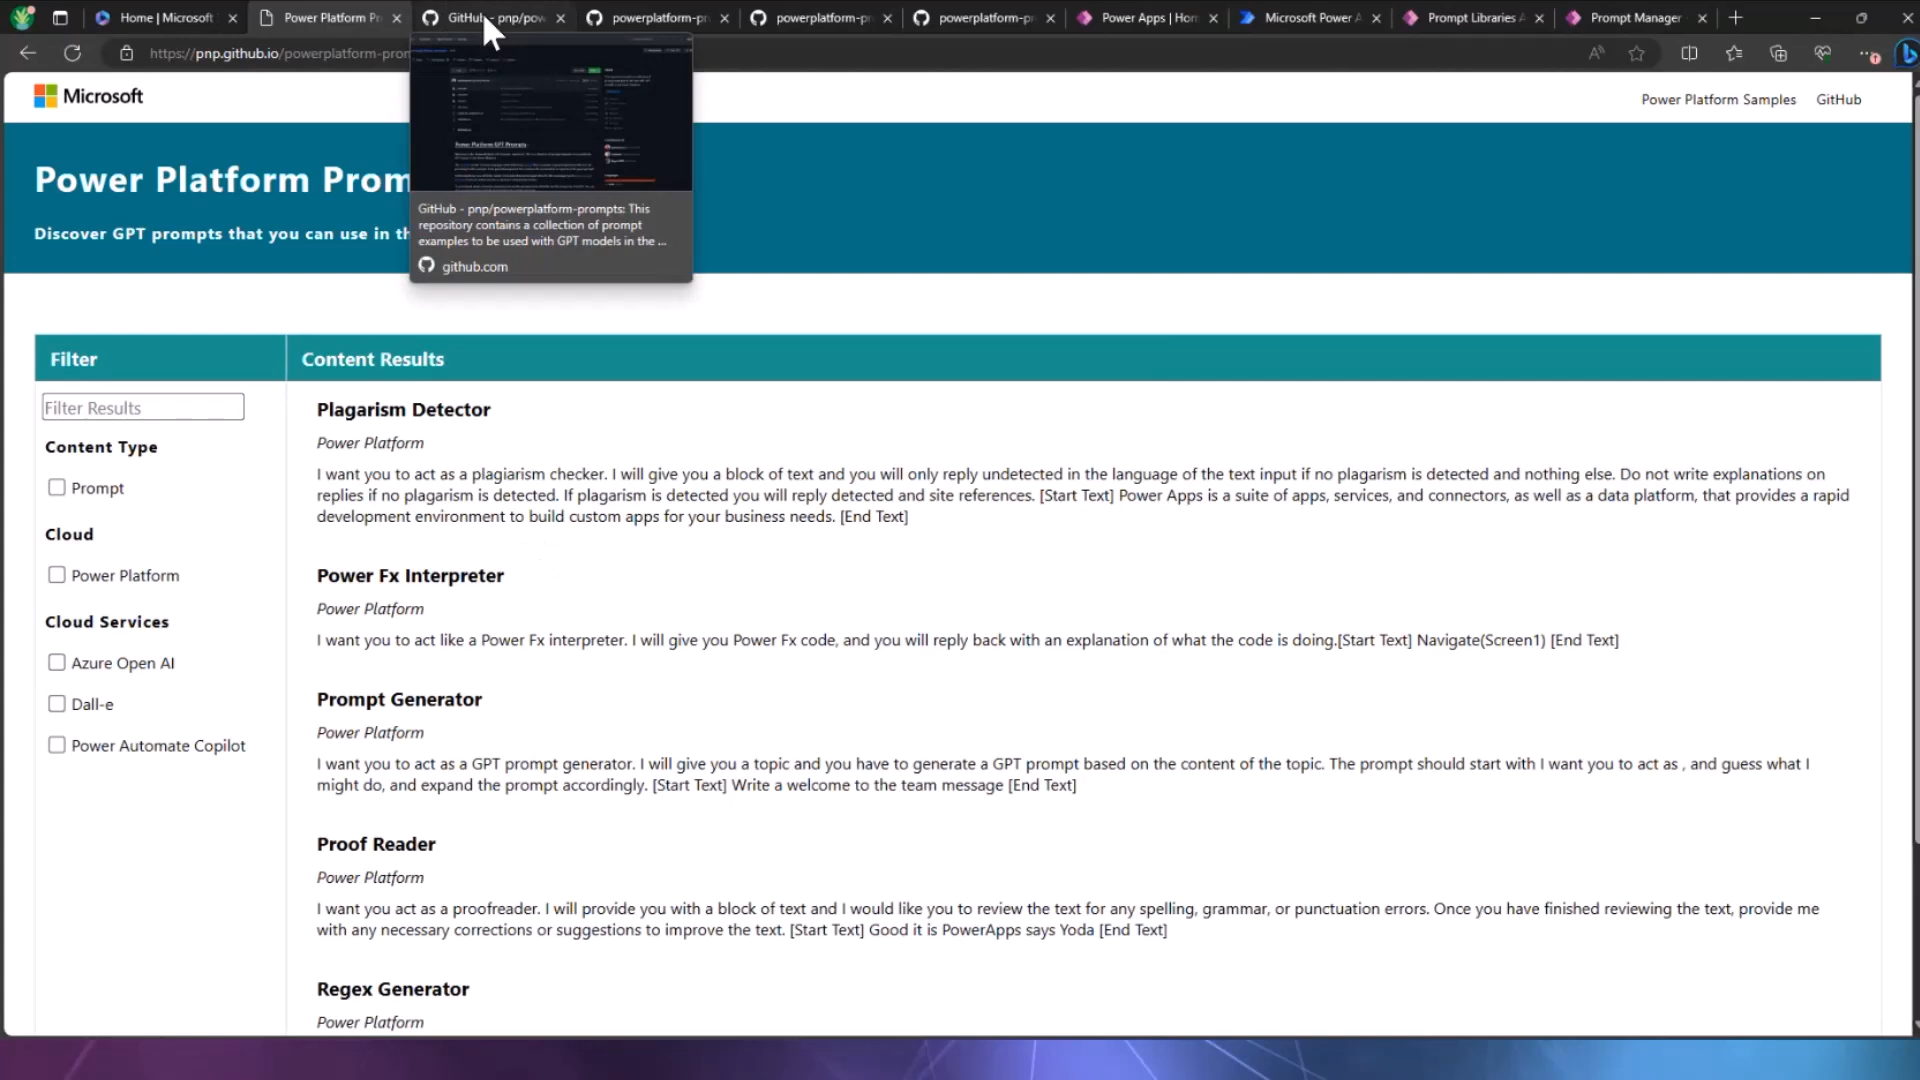 Home | Microsoft
Power Platform Pr
GitHub - pnp/pow
powerplatform-pr
powerplatform-pr
powerplatform-pr
Power Apps | Hom
Microsoft Power A
Prompt Libraries A
Prompt Manager
https://pnp.github.io/powerplatform-prom
Microsoft
Power Platform Samples
GitHub
Power Platform Prom
Discover GPT prompts that you can use in th
Power Platform GPT Prompts
GitHub - pnp/powerplatform-prompts: This
repository contains a collection of prompt
examples to be used with GPT models in the ...
github.com
Filter
Filter Results
Content Type
Prompt
Cloud
Power Platform
Cloud Services
Azure Open AI
Dall-e
Power Automate Copilot
Content Results
Plagarism Detector
Power Platform
I want you to act as a plagiarism checker. I will give you a block of text and you will only reply undetected in the language of the text input if no plagarism is detected and nothing else. Do not write explanations on
replies if no plagarism is detected. If plagarism is detected you will reply detected and site references. [Start Text] Power Apps is a suite of apps, services, and connectors, as well as a data platform, that provides a rapid
development environment to build custom apps for your business needs. [End Text]
Power Fx Interpreter
Power Platform
I want you to act like a Power Fx interpreter. I will give you Power Fx code, and you will reply back with an explanation of what the code is doing.[Start Text] Navigate(Screen1) [End Text]
Prompt Generator
Power Platform
I want you to act as a GPT prompt generator. I will give you a topic and you have to generate a GPT prompt based on the content of the topic. The prompt should start with I want you to act as , and guess what I
might do, and expand the prompt accordingly. [Start Text] Write a welcome to the team message [End Text]
Proof Reader
Power Platform
I want you act as a proofreader. I will provide you with a block of text and I would like you to review the text for any spelling, grammar, or punctuation errors. Once you have finished reviewing the text, provide me
with any necessary corrections or suggestions to improve the text. [Start Text] Good it is PowerApps says Yoda [End Text]
Regex Generator
Power Platform